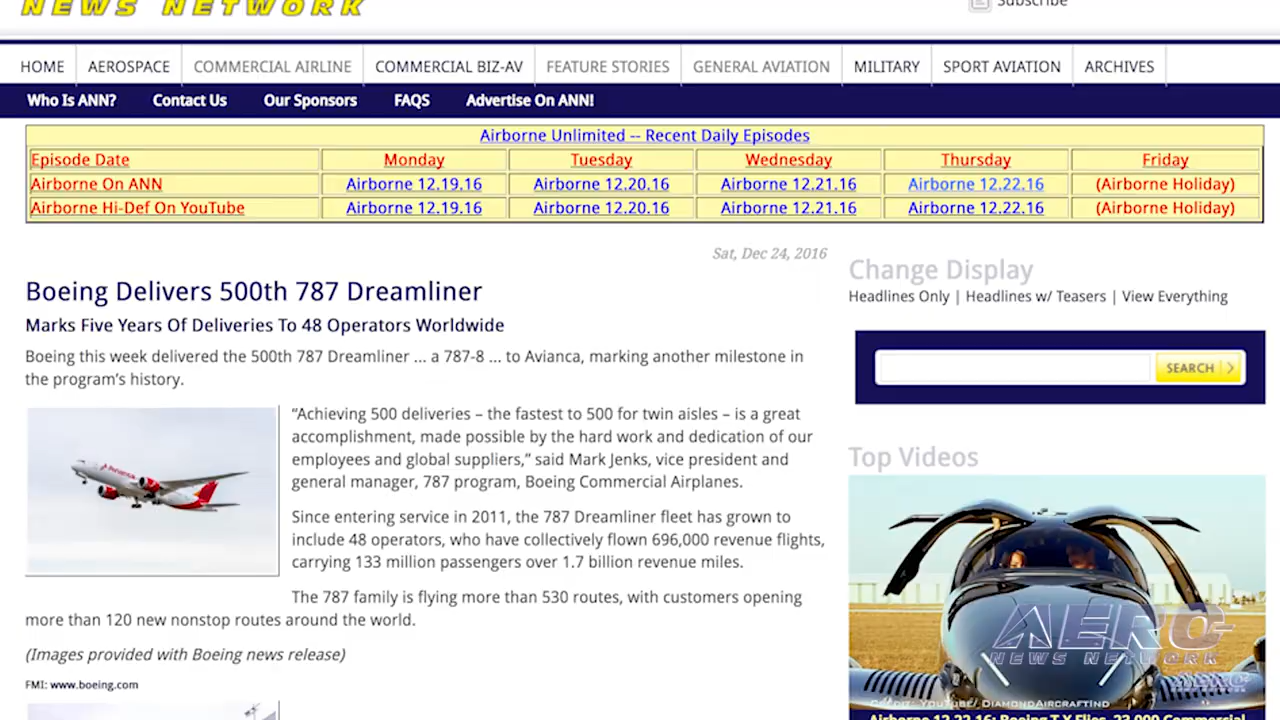 NEWS NETWORK
Subscribe
HOME AEROSPACE COMMERCIAL AIRLINE COMMERCIAL BIZ-AV FEATURE STORIES GENERAL AVIATION MILITARY SPORT AVIATION ARCHIVES
Who Is ANN? Contact Us Our Sponsors FAQS Advertise On ANN!
Airborne Unlimited -- Recent Daily Episodes
Episode Date Monday Tuesday Wednesday Thursday Friday
Airborne On ANN Airborne 12.19.16 Airborne 12.20.16 Airborne 12.21.16 Airborne 12.22.16 (Airborne Holiday)
Airborne Hi-Def On YouTube Airborne 12.19.16 Airborne 12.20.16 Airborne 12.21.16 Airborne 12.22.16 (Airborne Holiday)
Sat, Dec 24, 2016
Boeing Delivers 500th 787 Dreamliner
Marks Five Years Of Deliveries To 48 Operators Worldwide
Boeing this week delivered the 500th 787 Dreamliner ... a 787-8 ... to Avianca, marking another milestone in
the program's history.
“Achieving 500 deliveries – the fastest to 500 for twin aisles – is a great
accomplishment, made possible by the hard work and dedication of our
employees and global suppliers,” said Mark Jenks, vice president and
general manager, 787 program, Boeing Commercial Airplanes.
Since entering service in 2011, the 787 Dreamliner fleet has grown to
include 48 operators, who have collectively flown 696,000 revenue flights,
carrying 133 million passengers over 1.7 billion revenue miles.
The 787 family is flying more than 530 routes, with customers opening
more than 120 new nonstop routes around the world.
(Images provided with Boeing news release)
FMI: www.boeing.com
Change Display
Headlines Only | Headlines w/ Teasers | View Everything
SEARCH
Top Videos
AERO-
NEWS NETWORK
CREDIT: YOUTUBE/ DIAMONDAIRCRAFTIND
Airborne 12.22.16: Boeing T-X Flies, 23,000 Commercial